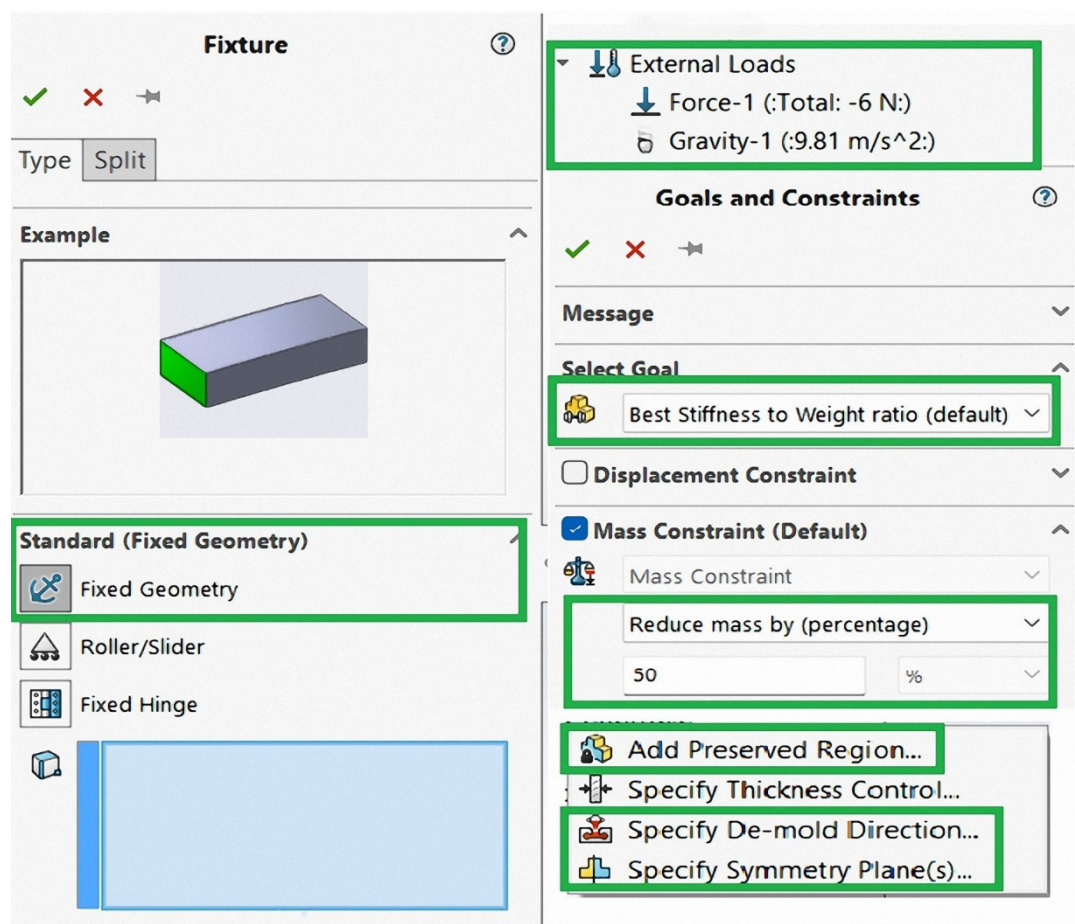 Fixture
Type Split
Example
Standard (Fixed Geometry)
Fixed Geometry
Roller/Slider
Fixed Hinge
External Loads
Force-1 (:Total: -6 N:)
Gravity-1 (:9.81 m/s^2:)
Goals and Constraints
Message
Select Goal
Best Stiffness to Weight ratio (default)
Displacement Constraint
Mass Constraint (Default)
Mass Constraint
Reduce mass by (percentage)
50 %
Add Preserved Region...
Specify Thickness Control...
Specify De-mold Direction...
Specify Symmetry Plane(s)...